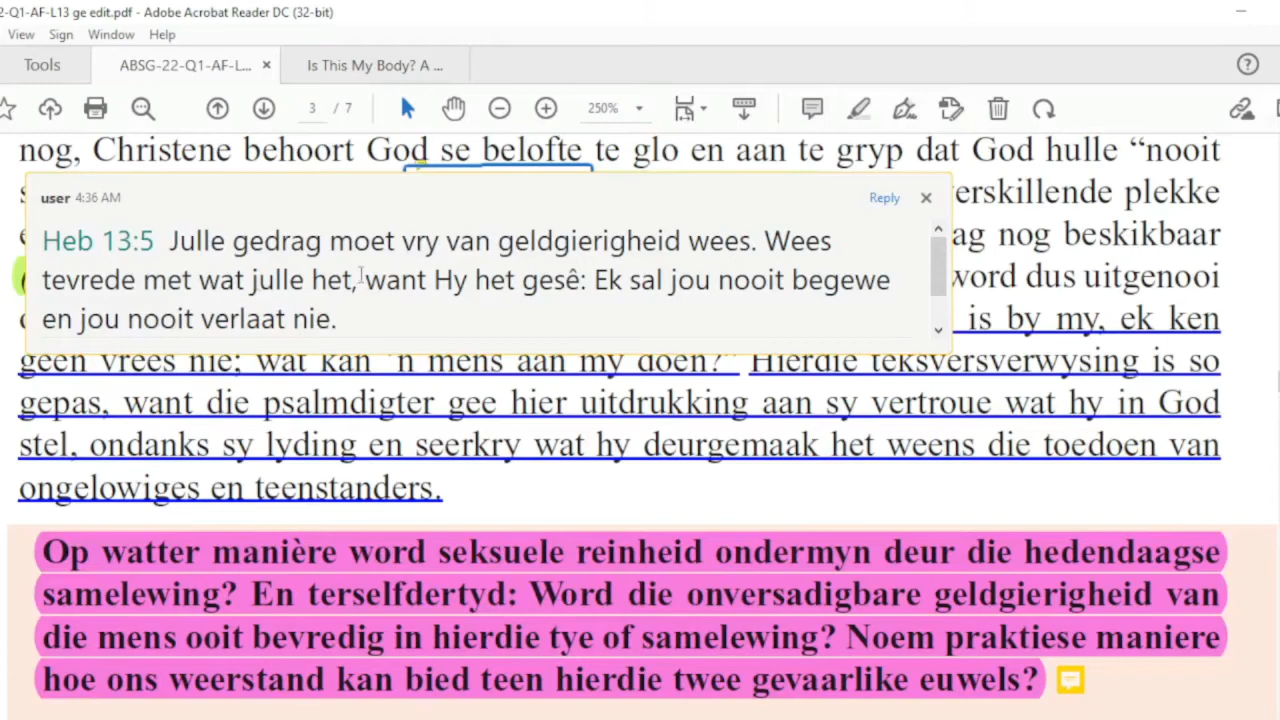 2-Q1-AF-L13 ge edit.pdf - Adobe Acrobat Reader DC (32-bit)
View Sign Window Help
Tools ABSG-22-Q1-AF-L... × Is This My Body? A ...
3 / 7 250%
nog, Christene behoort God se belofte te glo en aan te gryp dat God hulle “nooit
user 4:36 AM Reply
verskillende plekke
Heb 13:5 Julle gedrag moet vry van geldgierigheid wees. Wees
ag nog beskikbaar
tevrede met wat julle het, want Hy het gesê: Ek sal jou nooit begewe
word dus uitgenooi
en jou nooit verlaat nie.
is by my, ek ken
geen vrees nie; wat kan ’n mens aan my doen?” Hierdie teksversverwysing is so
gepas, want die psalmdigter gee hier uitdrukking aan sy vertroue wat hy in God
stel, ondanks sy lyding en seerkry wat hy deurgemaak het weens die toedoen van
ongelowiges en teenstanders.
Op watter manière word seksuele reinheid ondermyn deur die hedendaagse
samelewing? En terselfdertyd: Word die onversadigbare geldgierigheid van
die mens ooit bevredig in hierdie tye of samelewing? Noem praktiese maniere
hoe ons weerstand kan bied teen hierdie twee gevaarlike euwels?